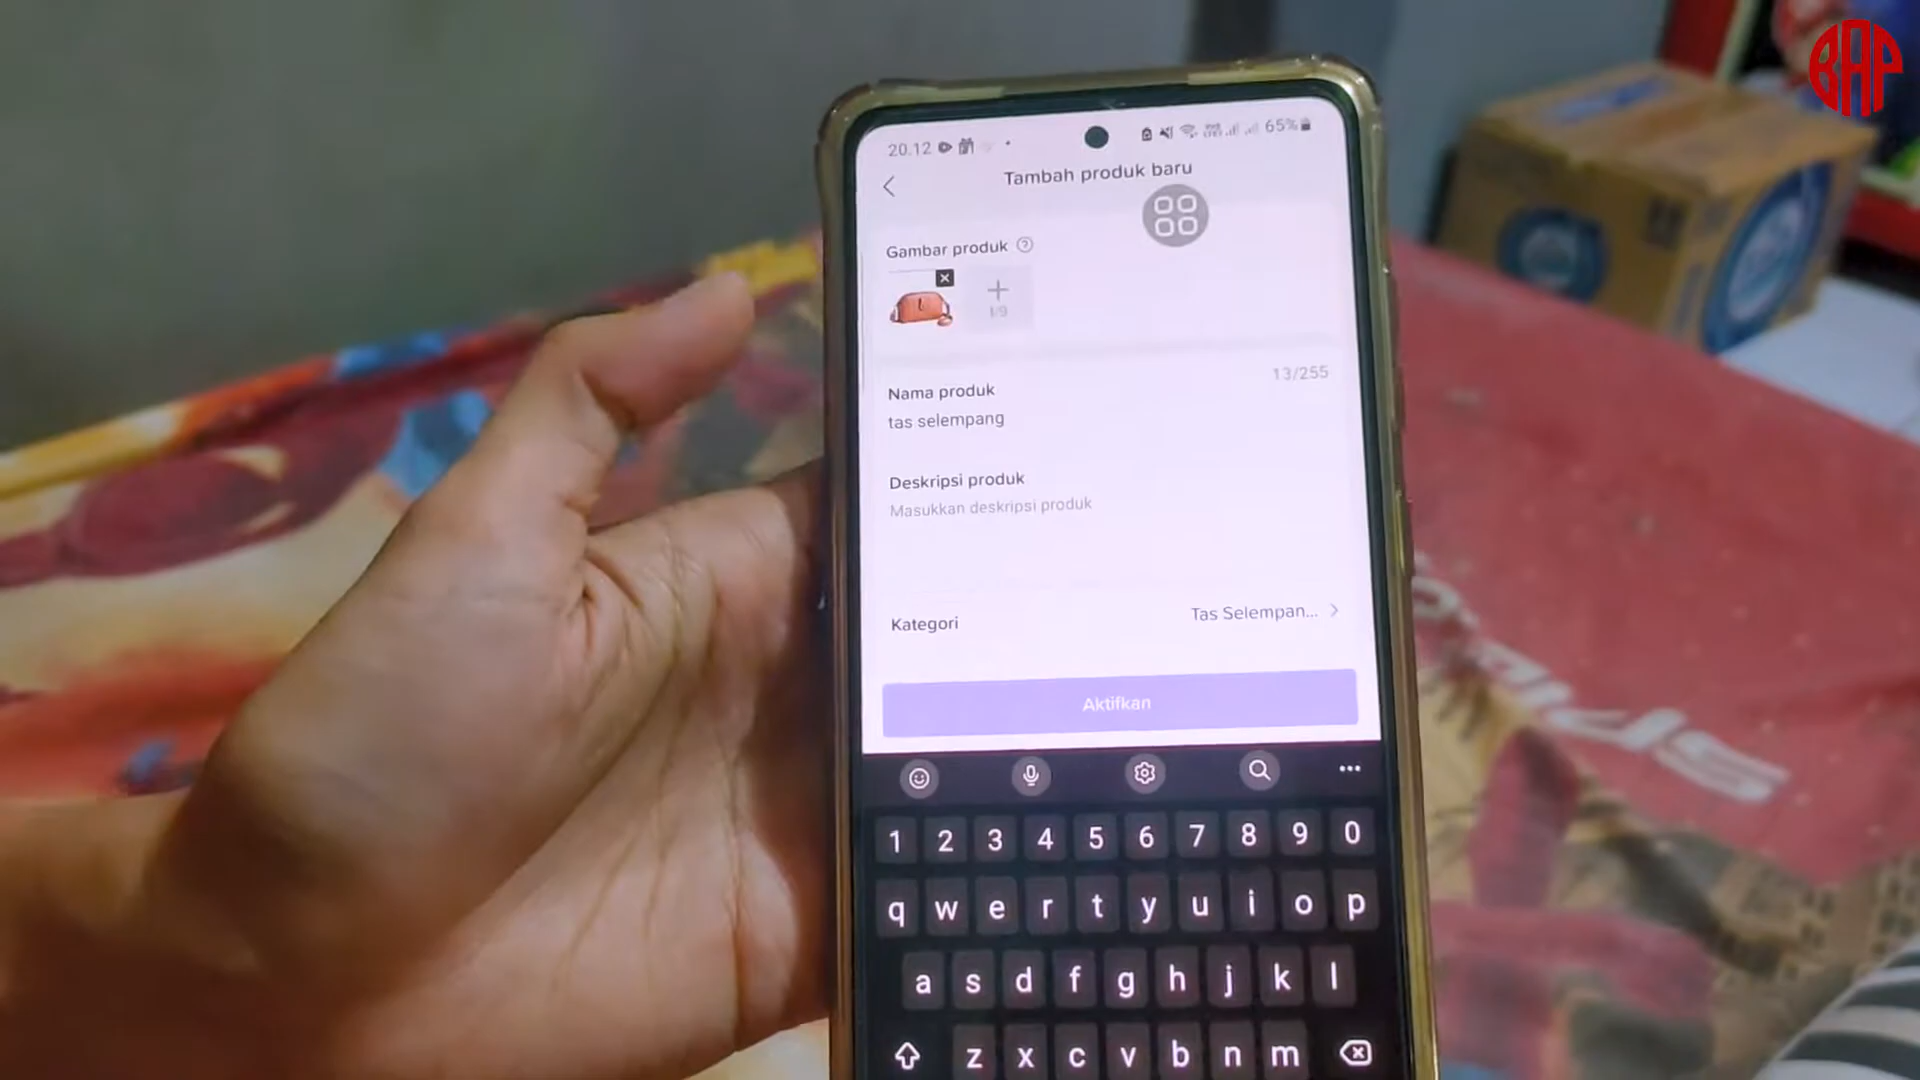 BAP
20.12
65%
Tambah produk baru
Gambar produk ?
1/9
Nama produk
13/255
tas selempang
Deskripsi produk
Masukkan deskripsi produk
Kategori
Tas Selempan...
Aktifkan
1 2 3 4 5 6 7 8 9 0
q w e r t y u i o p
a s d f g h j k l
z x c v b n m